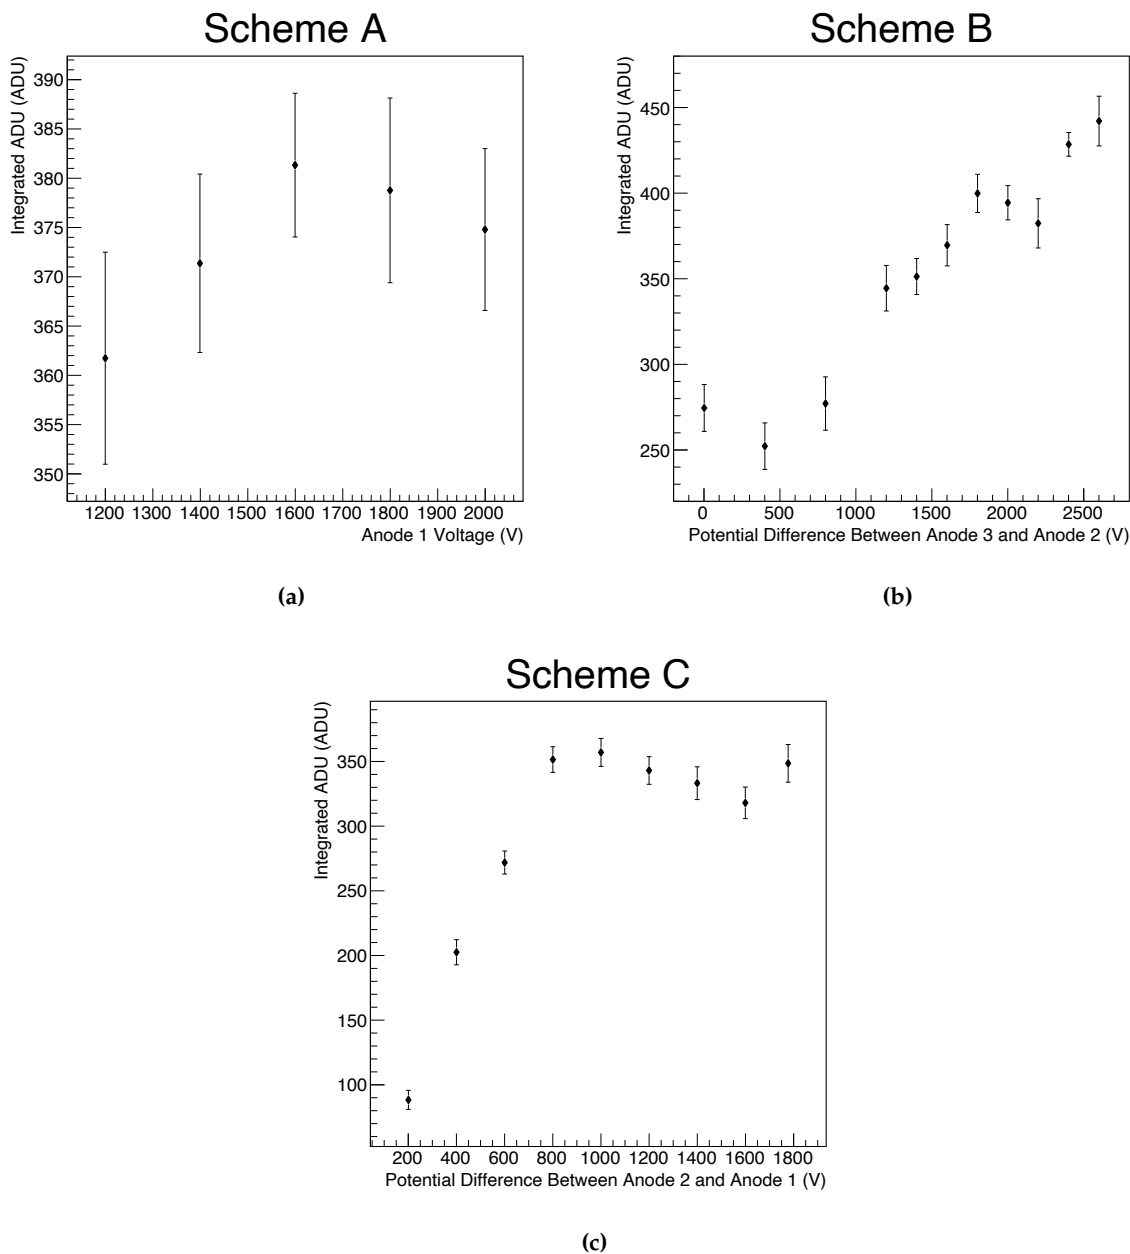 Scheme A
Integrated ADU (ADU)
390
385
380
375
370
365
360
355
350
1200 1300 1400 1500 1600 1700 1800 1900 2000
Anode 1 Voltage (V)
(a)
Scheme B
Integrated ADU (ADU)
450
400
350
300
250
0 500 1000 1500 2000 2500
Potential Difference Between Anode 3 and Anode 2 (V)
(b)
Scheme C
Integrated ADU (ADU)
350
300
250
200
150
100
200 400 600 800 1000 1200 1400 1600 1800
Potential Difference Between Anode 2 and Anode 1 (V)
(c)